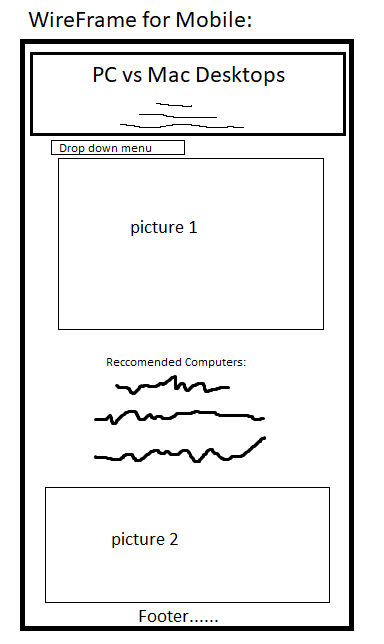 WireFrame for Mobile:
PC vs Mac Desktops
Drop down menu
picture 1
Reccomended Computers:
picture 2
Footer......